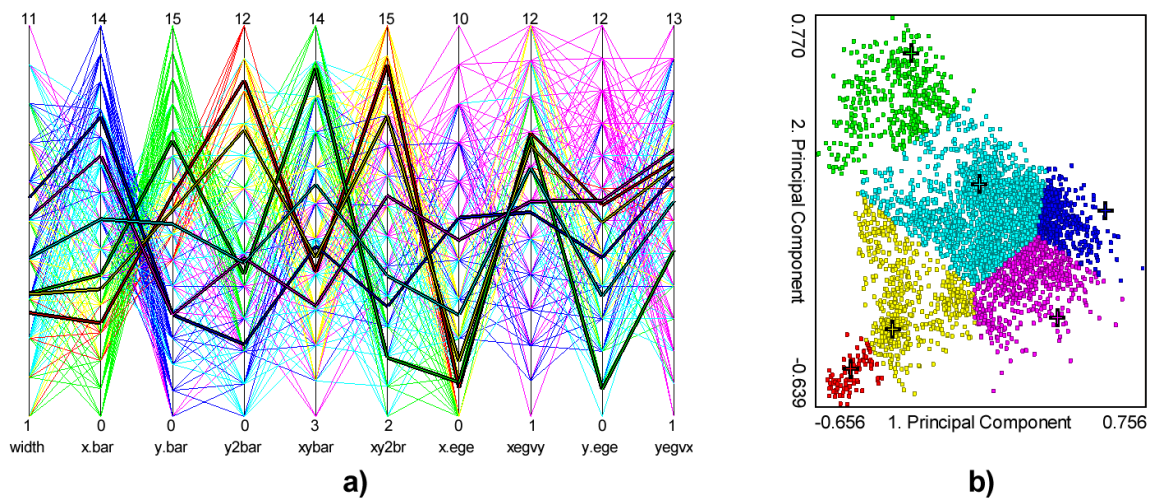 11 14 15 12 14 15 10 12 12 13
1 0 0 0 3 2 0 1 0 1
width x.bar y.bar y2bar xybar xy2br x.ege xegvy y.ege yegvx
a)
0.770
2. Principal Component
-0.639
-0.656 1. Principal Component 0.756
b)